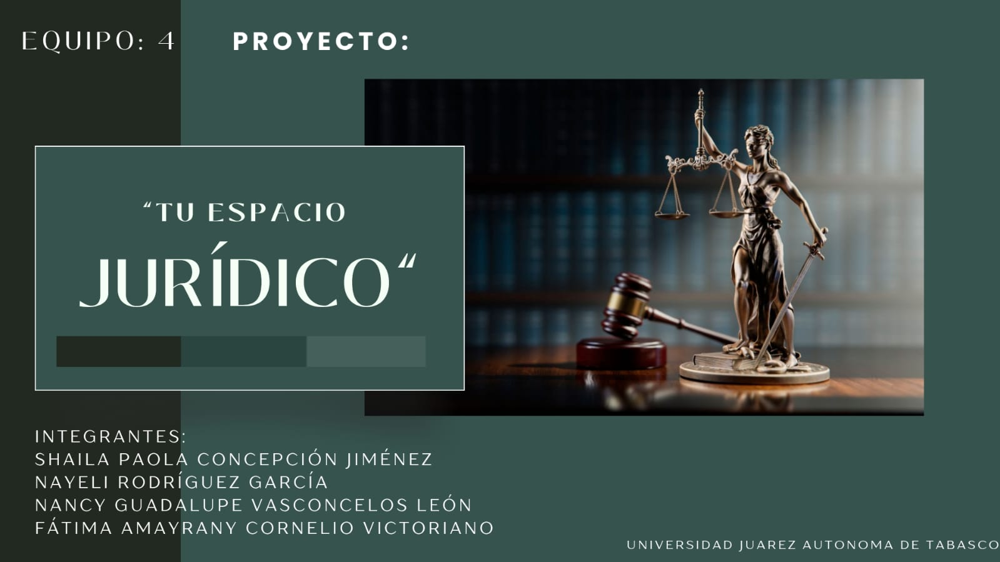 EQUIPO: 4
PROYECTO:
“TU ESPACIO
JURÍDICO“
INTEGRANTES:
SHAILA PAOLA CONCEPCIÓN JIMÉNEZ
NAYELI RODRÍGUEZ GARCÍA
NANCY GUADALUPE VASCONCELOS LEÓN
FÁTIMA AMAYRANY CORNELIO VICTORIANO
UNIVERSIDAD JUAREZ AUTONOMA DE TABASCO